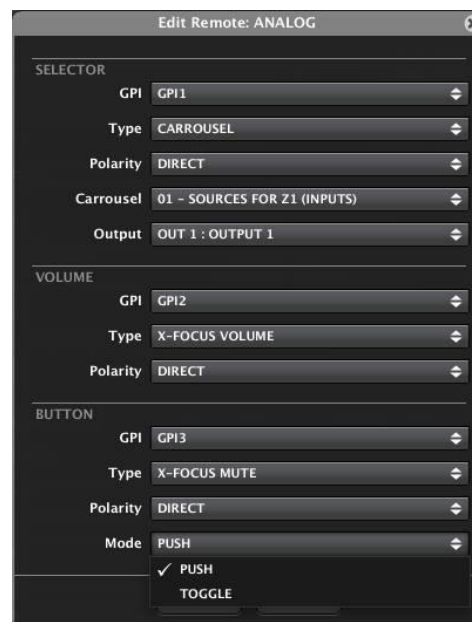 Edit Remote: ANALOG
SELECTOR
GPI GPI1
Type CARROUSEL
Polarity DIRECT
Carrousel 01 - SOURCES FOR Z1 (INPUTS)
Output OUT 1 : OUTPUT 1
VOLUME
GPI GPI2
Type X-FOCUS VOLUME
Polarity DIRECT
BUTTON
GPI GPI3
Type X-FOCUS MUTE
Polarity DIRECT
Mode PUSH
✓ PUSH
TOGGLE